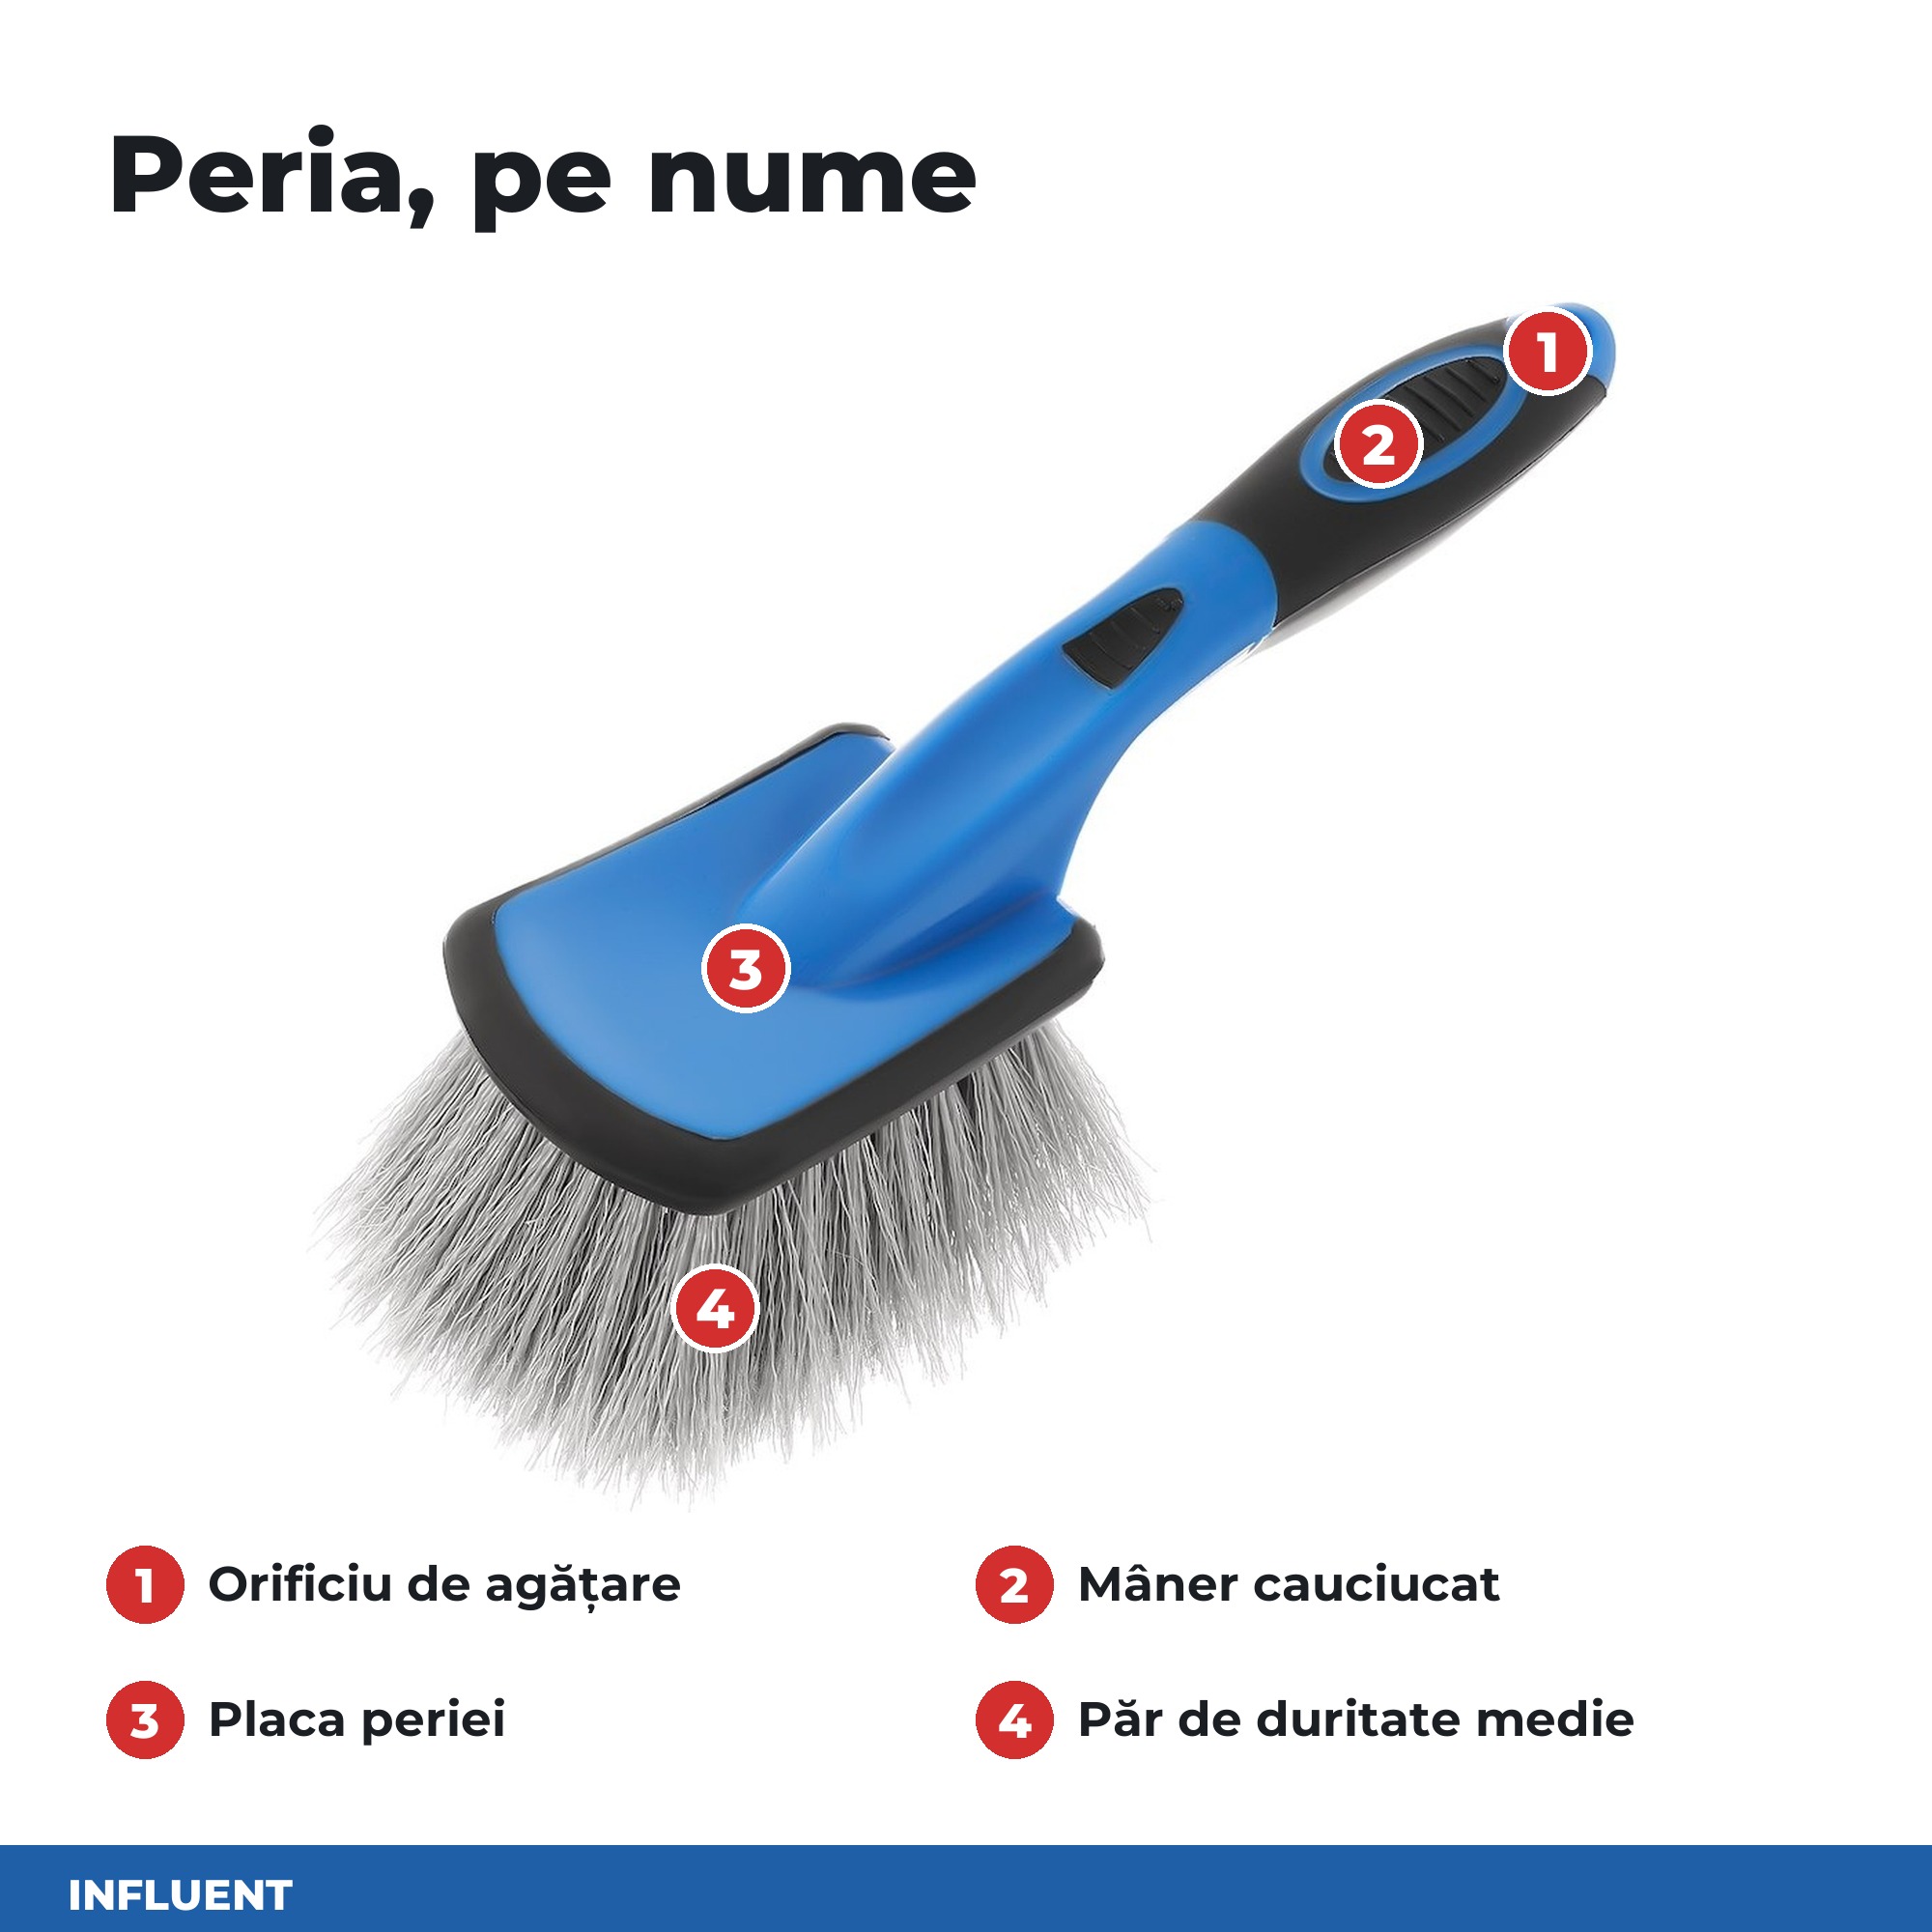 Peria, pe nume
1
2
3
4
1 Orificiu de agățare
2 Mâner cauciucat
3 Placa periei
4 Păr de duritate medie
INFLUENT